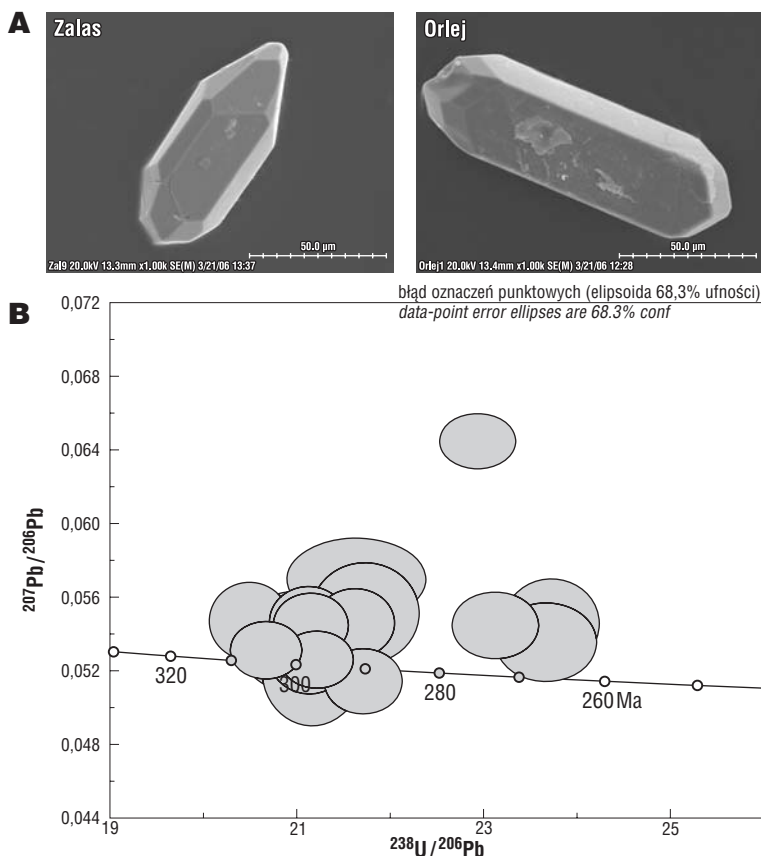 A
Zalas
50.0 µm
Zal9 20.0kV 13.3mm x1.00k SE(M) 3/21/06 13:37
Orlej
50.0 µm
Orlej1 20.0kV 13.4mm x1.00k SE(M) 3/21/06 12:28
B
błąd oznaczeń punktowych (elipsoida 68,3% ufności)
data-point error ellipses are 68.3% conf
0,072
0,068
0,064
0,060
0,056
0,052
0,048
0,044
207Pb/206Pb
320
300
280
260 Ma
19
21
23
25
238U/206Pb